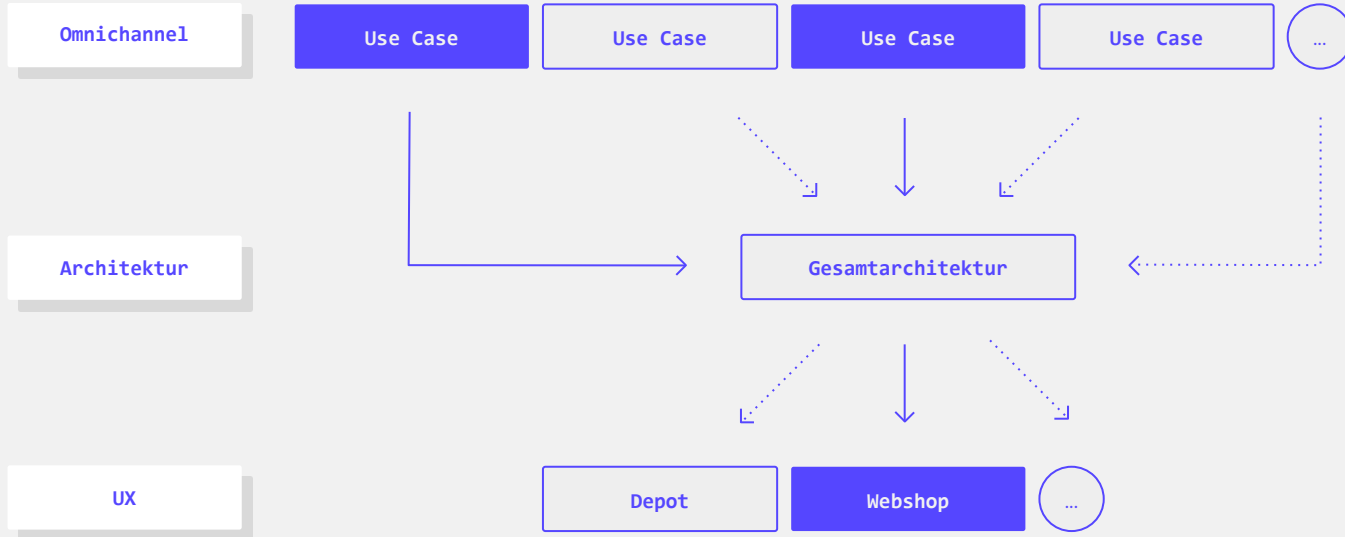 Omnichannel
Use Case
Use Case
Use Case
Use Case
...
Architektur
Gesamtarchitektur
UX
Depot
Webshop
...